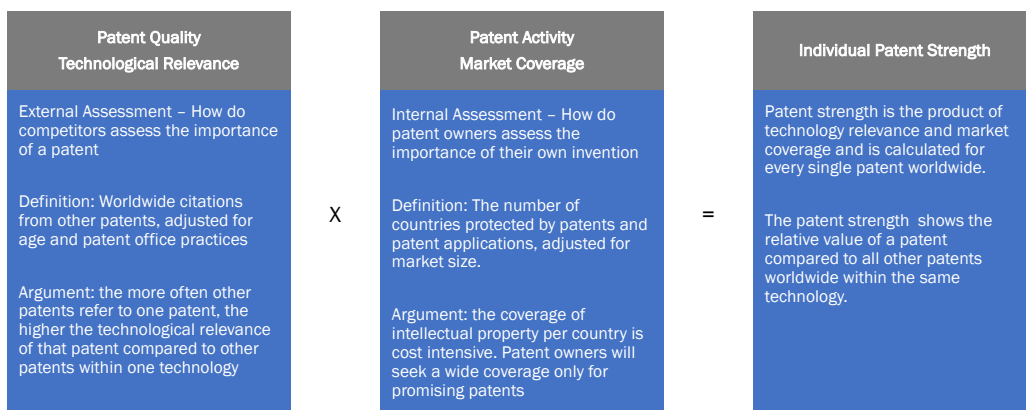 Patent Quality
Technological Relevance
External Assessment – How do
competitors assess the importance
of a patent
Definition: Worldwide citations
from other patents, adjusted for
age and patent office practices
Argument: the more often other
patents refer to one patent, the
higher the technological relevance
of that patent compared to other
patents within one technology
X
Patent Activity
Market Coverage
Internal Assessment – How do
patent owners assess the
importance of their own invention
Definition: The number of
countries protected by patents and
patent applications, adjusted for
market size.
Argument: the coverage of
intellectual property per country is
cost intensive. Patent owners will
seek a wide coverage only for
promising patents
=
Individual Patent Strength
Patent strength is the product of
technology relevance and market
coverage and is calculated for
every single patent worldwide.
The patent strength  shows the
relative value of a patent
compared to all other patents
worldwide within the same
technology.